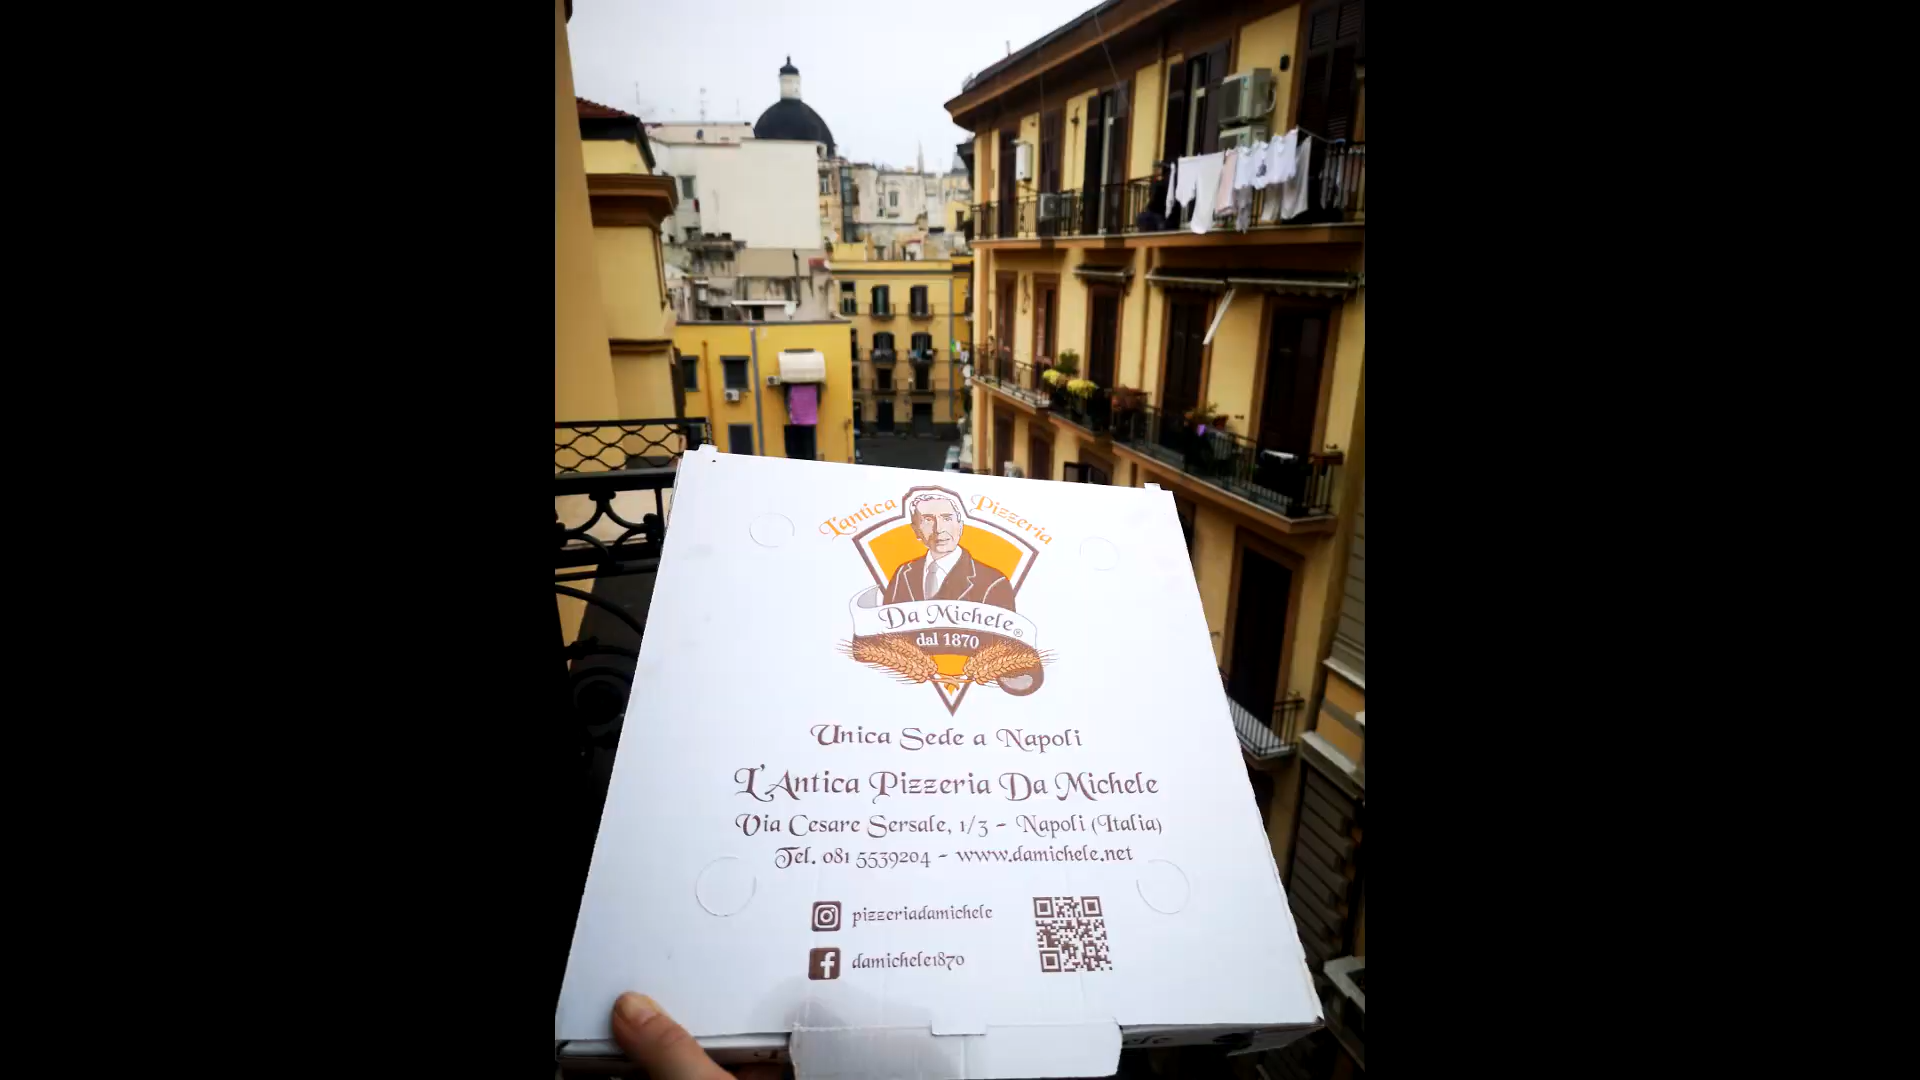 L'antica Pizzeria
Da Michele®
dal 1870
Unica Sede a Napoli
L'Antica Pizzeria Da Michele
Via Cesare Sersale, 1/3 - Napoli (Italia)
Tel. 081 5539204 - www.damichele.net
pizzeriadamichele
damichele1870